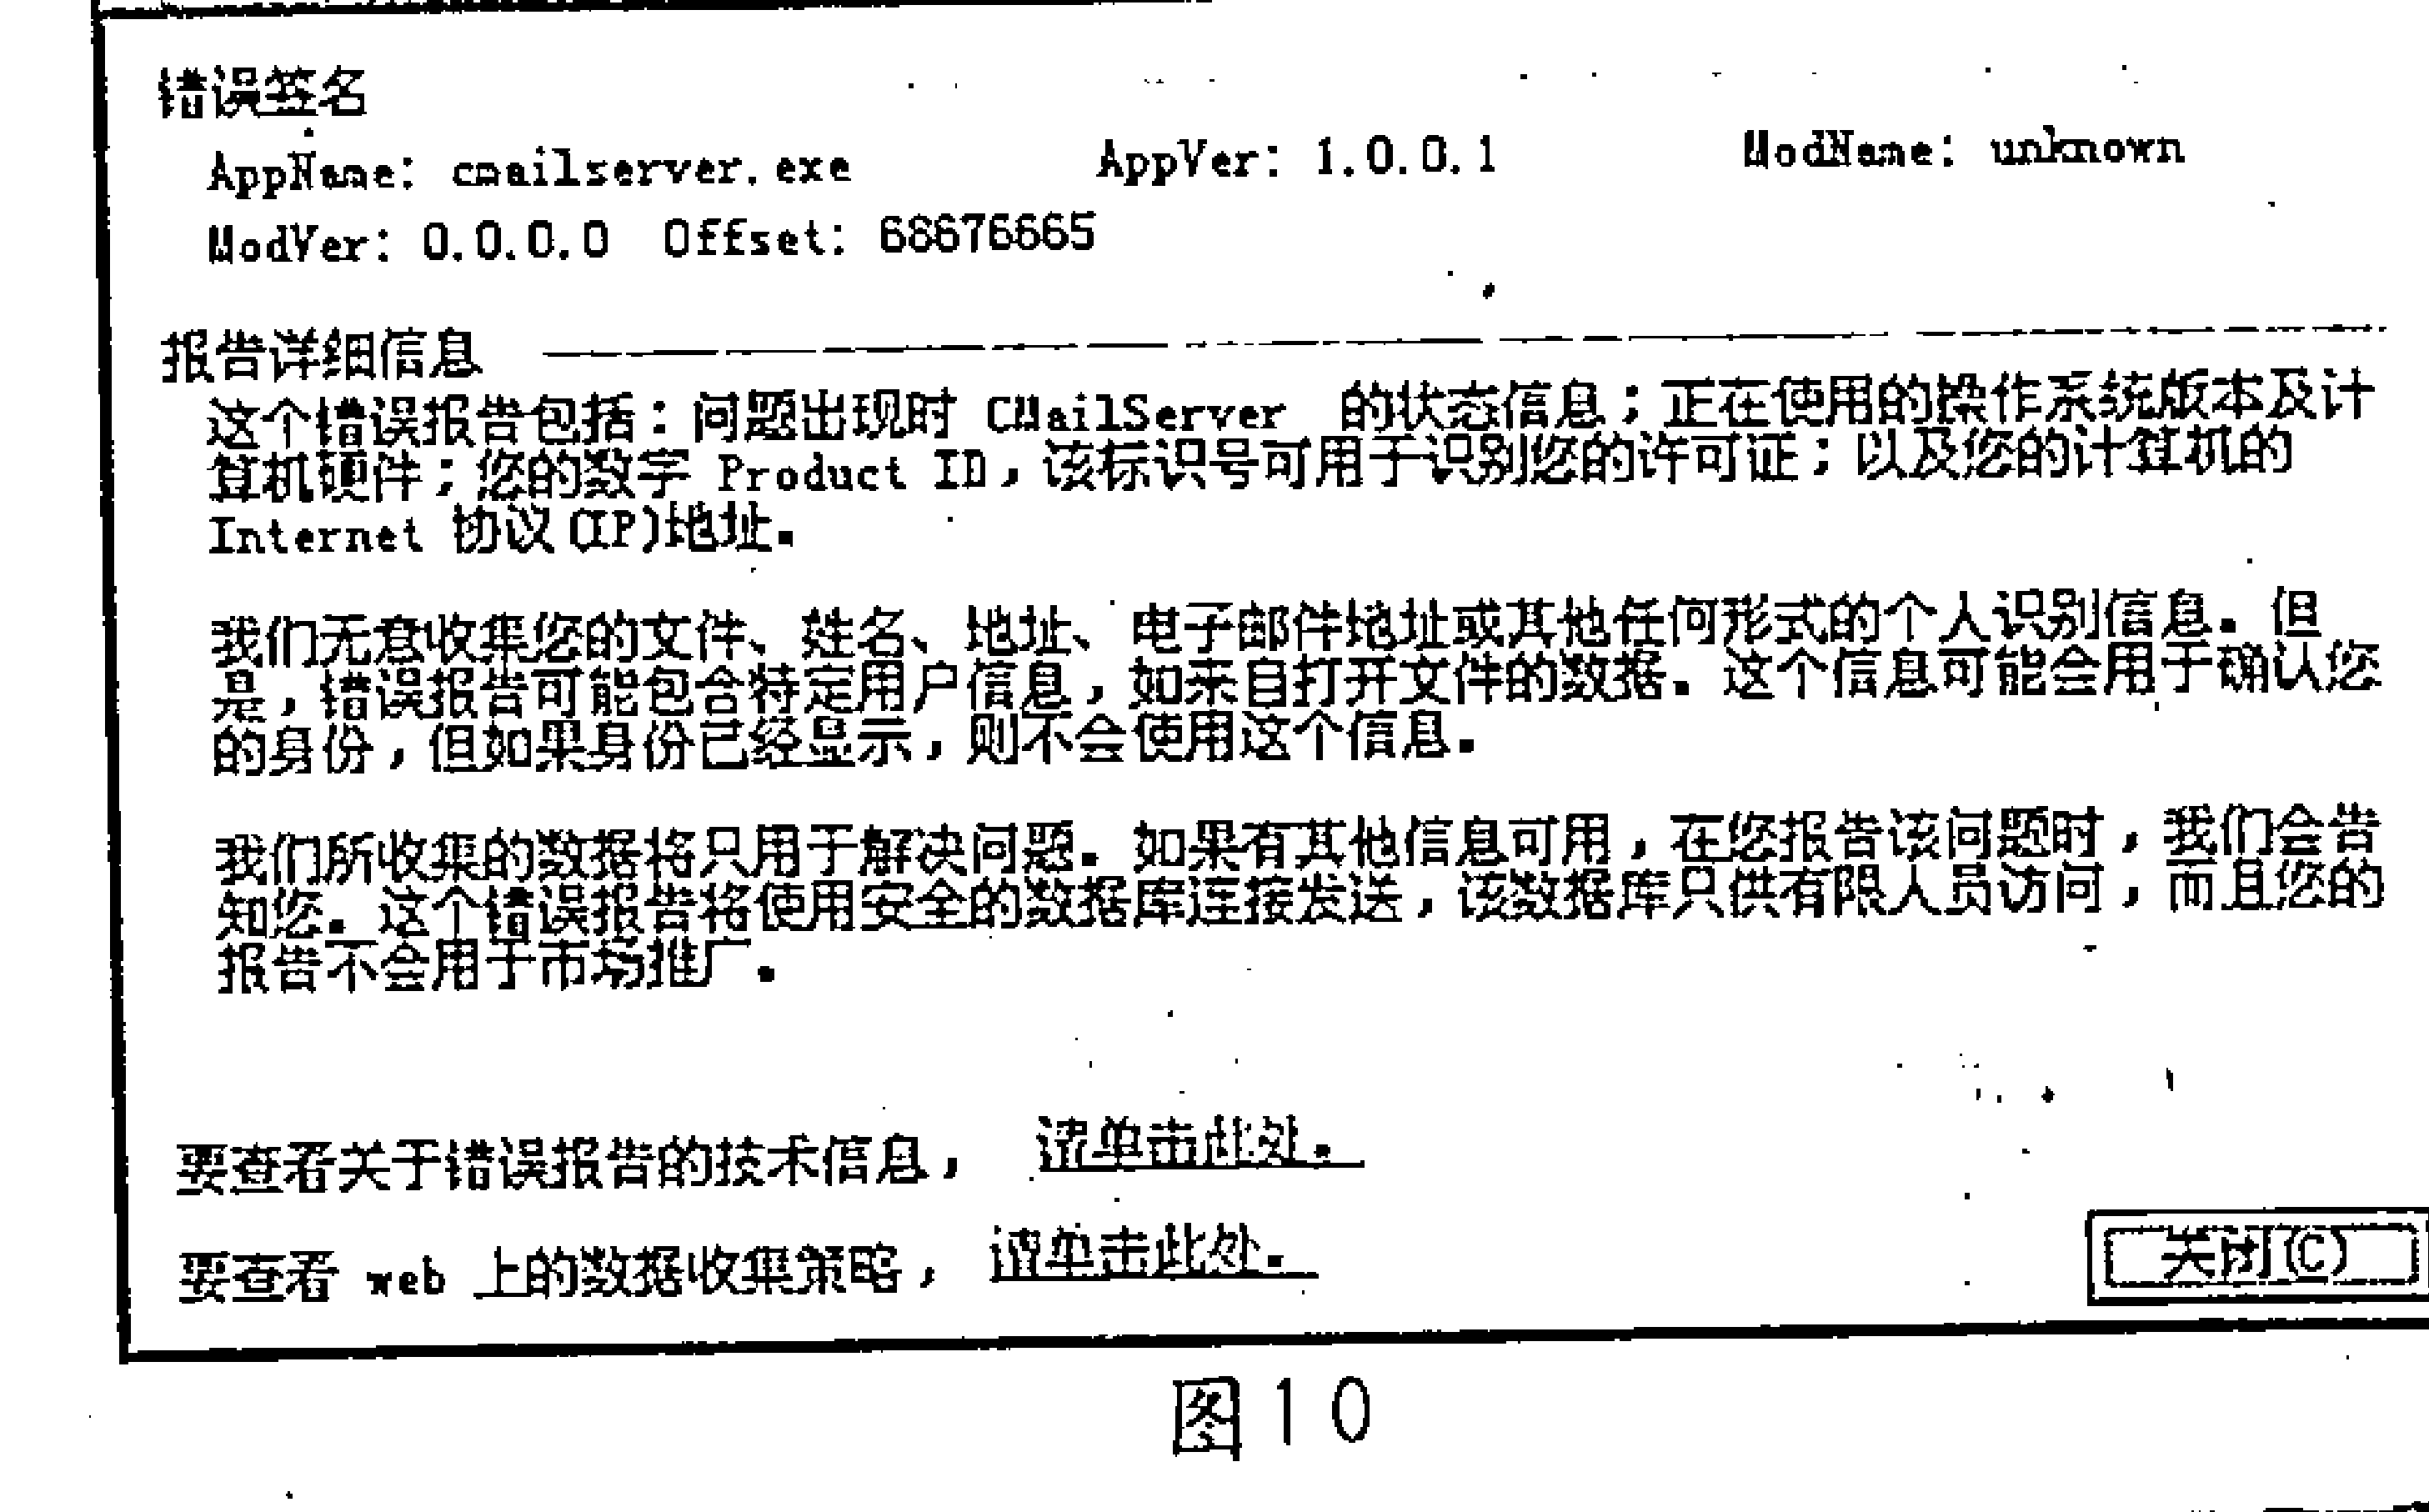 错误签名
AppName: cmailserver.exe AppVer: 1.0.0.1 ModName: unknown
ModVer: 0.0.0.0 Offset: 68676665
报告详细信息
这个错误报告包括：问题出现时 CMailServer 的状态信息；正在使用的操作系统版本及计
算机硬件；您的数字 Product ID，该标识号可用于识别您的许可证；以及您的计算机的
Internet 协议(IP)地址。
我们无意收集您的文件、姓名、地址、电子邮件地址或其他任何形式的个人识别信息。但
是，错误报告可能包含特定用户信息，如来自打开文件的数据。这个信息可能会用于确认您
的身份，但如果身份已经显示，则不会使用这个信息。
我们所收集的数据将只用于解决问题。如果有其他信息可用，在您报告该问题时，我们会告
知您。这个错误报告将使用安全的数据库连接发送，该数据库只供有限人员访问，而且您的
报告不会用于市场推广。
要查看关于错误报告的技术信息， 请单击此处。
要查看 web 上的数据收集策略， 请单击此处。
关闭(C)
图10